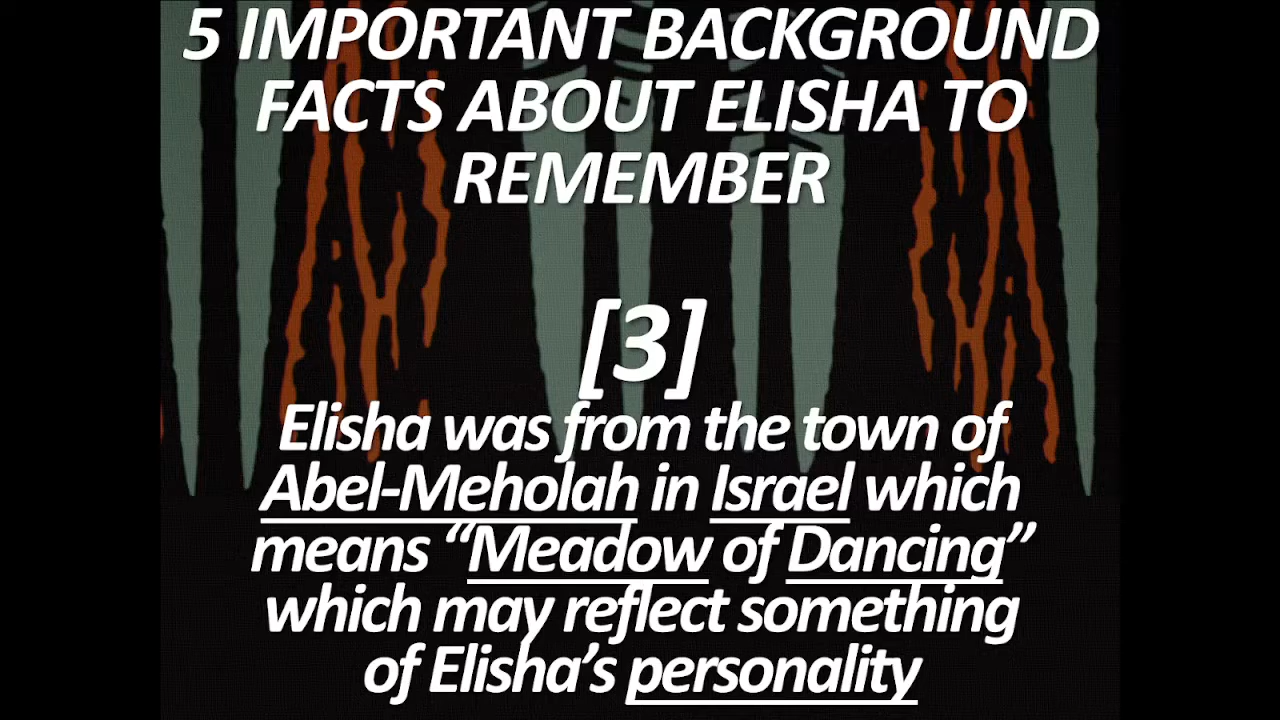 5 IMPORTANT BACKGROUND
FACTS ABOUT ELISHA TO
REMEMBER
[3]
Elisha was from the town of
Abel-Meholah in Israel which
means “Meadow of Dancing”
which may reflect something
of Elisha’s personality